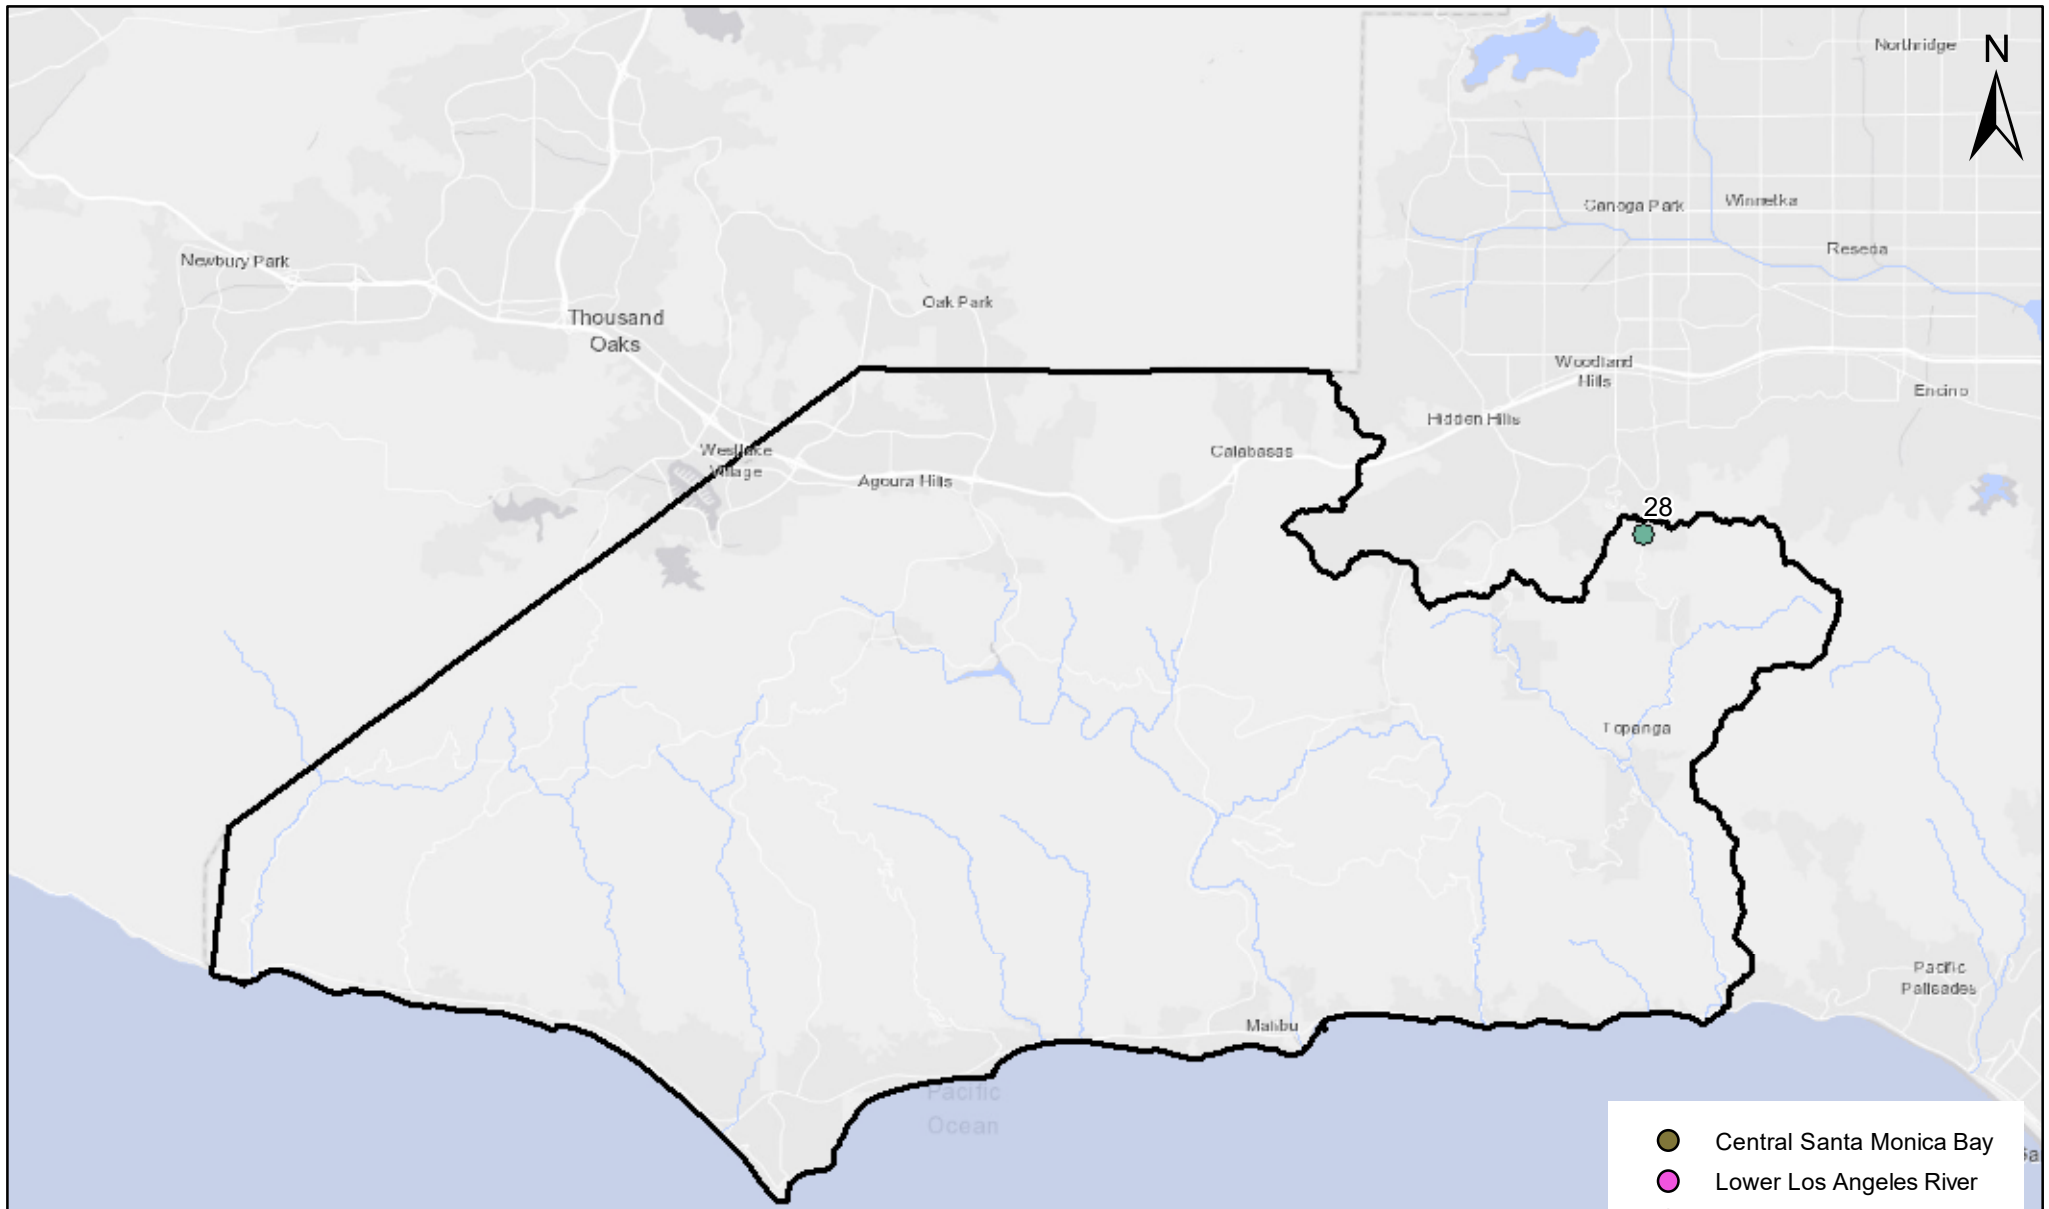 Northridge
N
Canoga Park
Winnetka
Reseda
Newbury Park
Oak Park
Thousand
Oaks
Woodland
Hills
Encino
Hidden Hills
Westlake
Village
Calabasas
Agoura Hills
28
Topanga
Pacific
Palisades
Malibu
Pacific
Ocean
Central Santa Monica Bay
Sa
Lower Los Angeles River